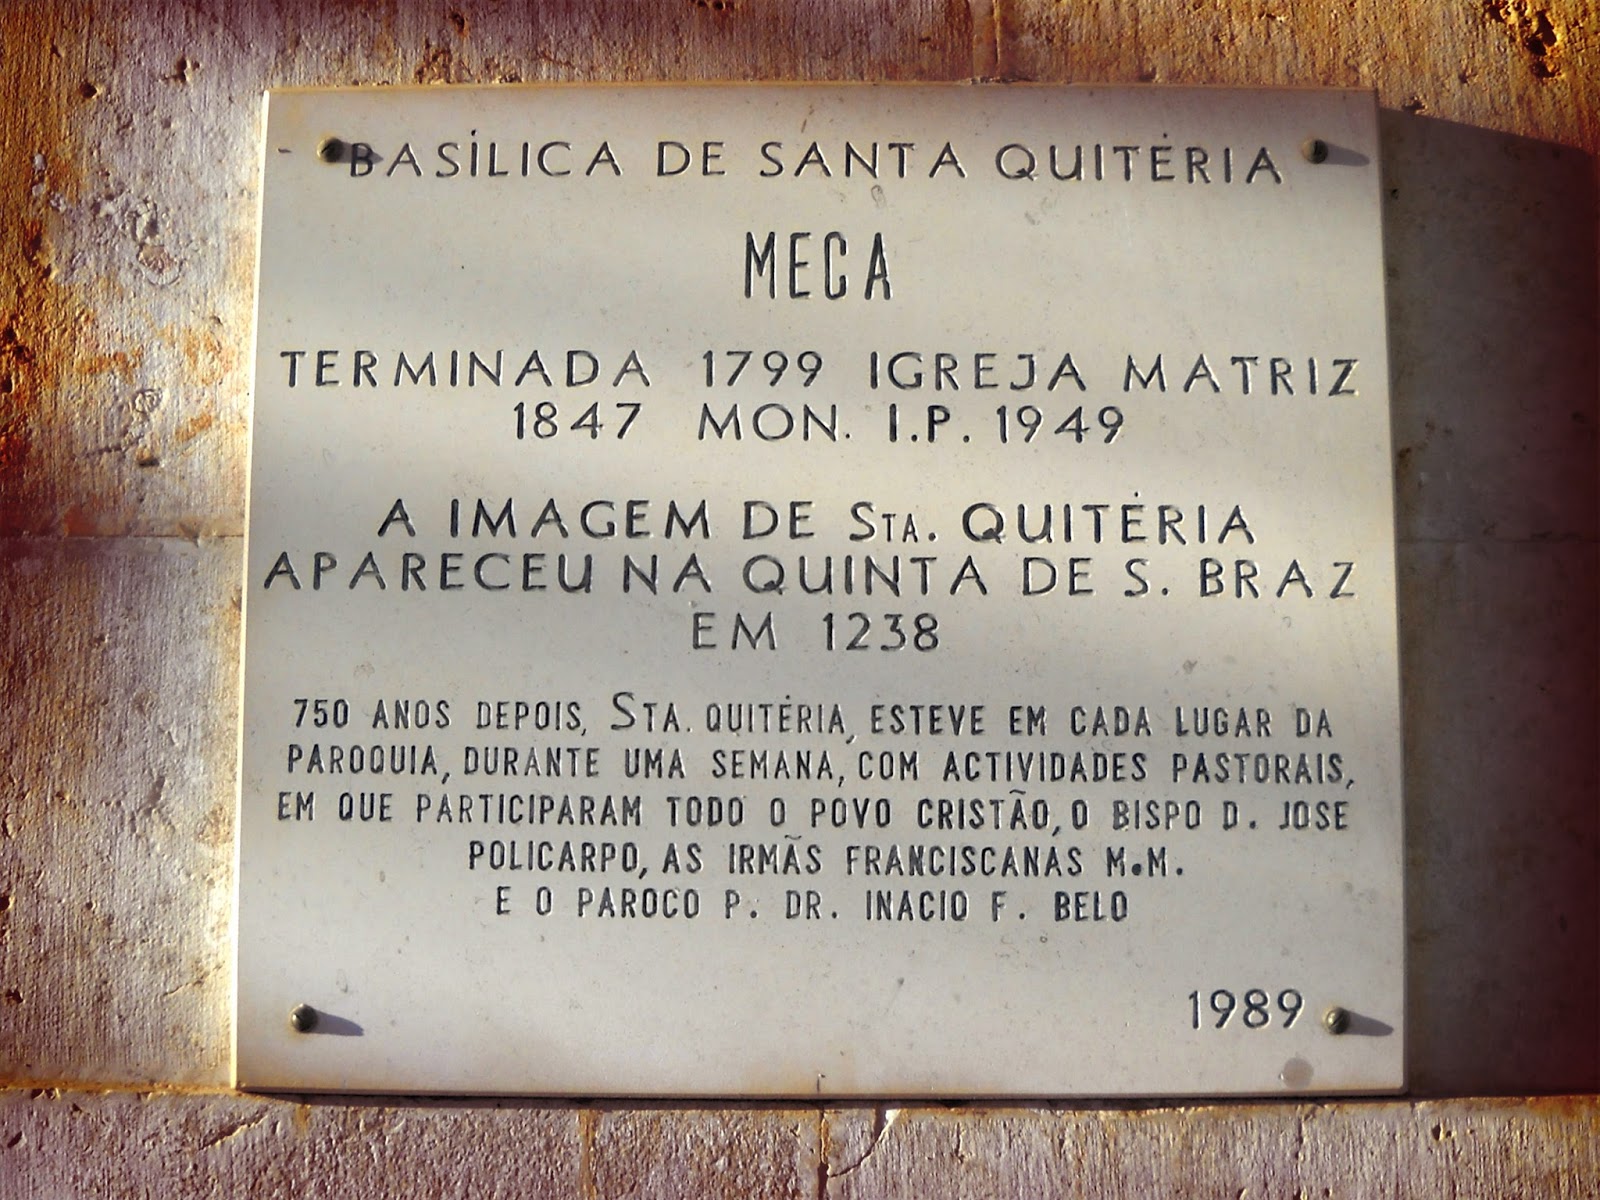 BASÍLICA DE SANTA QUITÉRIA
MECA
TERMINADA 1799 IGREJA MATRIZ
1847 MON. I.P. 1949
A IMAGEM DE STA. QUITÉRIA
APARECEU NA QUINTA DE S. BRAZ
EM 1238
750 ANOS DEPOIS, STA. QUITÉRIA, ESTEVE EM CADA LUGAR DA
PAROQUIA, DURANTE UMA SEMANA, COM ACTIVIDADES PASTORAIS,
EM QUE PARTICIPARAM TODO O POVO CRISTÃO, O BISPO D. JOSE
POLICARPO, AS IRMÃS FRANCISCANAS M.M.
E O PAROCO P. DR. INACIO F. BELO
1989